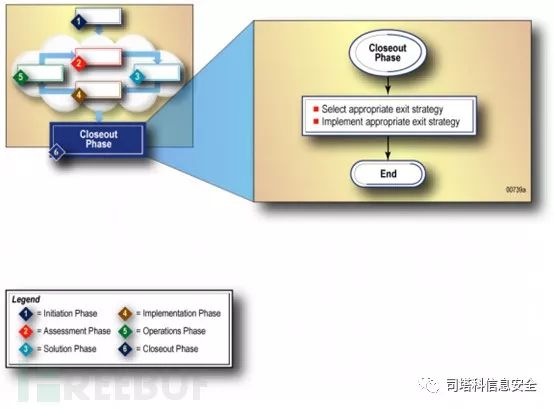 1
2
5
3
4
Closeout
Phase
6
Closeout
Phase
Select appropriate exit strategy
Implement appropriate exit strategy
End
00739a
Legend
1 = Initiation Phase
4 = Implementation Phase
2 = Assessment Phase
5 = Operations Phase
3 = Solution Phase
6 = Closeout Phase
REEBUF
司塔科信息安全